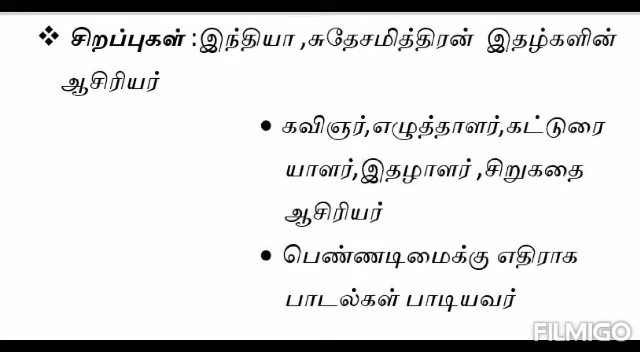 ❖ சிறப்புகள் :இந்தியா ,சுதேசமித்திரன் இதழ்களின்
ஆசிரியர்
• கவிஞர்,எழுத்தாளர்,கட்டுரை
யாளர்,இதழாளர் ,சிறுகதை
ஆசிரியர்
• பெண்ணடிமைக்கு எதிராக
பாடல்கள் பாடியவர்
FILMIGO